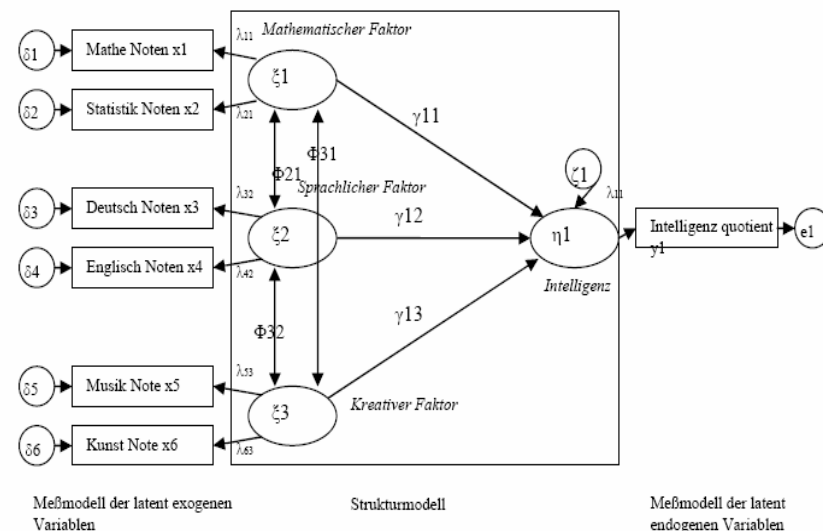 Mathematischer Faktor
δ1
Mathe Noten x1
λ11
ξ1
δ2
Statistik Noten x2
λ21
γ11
Φ21
Φ31
ζ1
λ11
Sprachlicher Faktor
δ3
Deutsch Noten x3
λ32
ξ2
γ12
η1
Intelligenz quotient
y1
e1
δ4
Englisch Noten x4
λ42
Intelligenz
Φ32
γ13
δ5
Musik Note x5
λ53
ξ3
Kreativer Faktor
δ6
Kunst Note x6
λ63
Meßmodell der latent exogenen
Variablen
Strukturmodell
Meßmodell der latent
endogenen Variablen